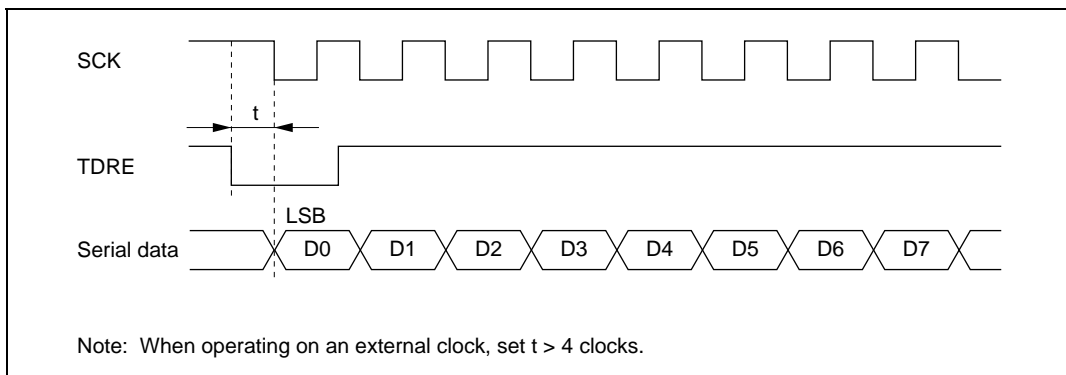 SCK
t
TDRE
LSB
Serial data D0 D1 D2 D3 D4 D5 D6 D7
Note: When operating on an external clock, set t > 4 clocks.